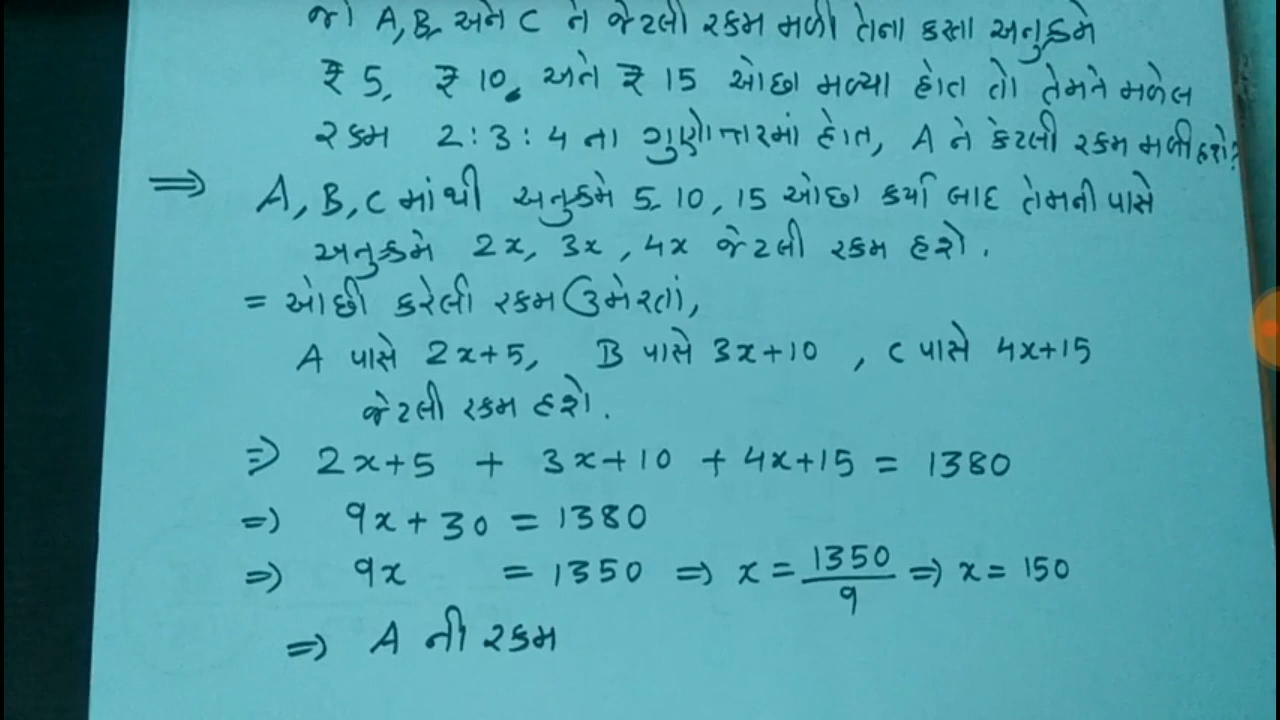 જો A, B, અને C ને જેટલી રકમ મળી તેના કરતા અનુક્રમે
₹ 5, ₹ 10, અને ₹ 15 ઓછા મળ્યા હોત તો તેમને મળેલ
રકમ 2:3:4 ના ગુણોત્તરમાં હોત, A ને કેટલી રકમ મળી હશે?
⇒ A, B, C માંથી અનુક્રમે 5, 10, 15 ઓછા કર્યા બાદ તેમની પાસે
અનુક્રમે 2x, 3x, 4x જેટલી રકમ હશે.
= ઓછી કરેલી રકમ ઉમેરતાં,
A પાસે 2x+5, B પાસે 3x+10, C પાસે 4x+15
જેટલી રકમ હશે.
⇒ 2x+5 + 3x+10 + 4x+15 = 1380
⇒ 9x+30 = 1380
⇒ 9x = 1350 ⇒ x = 1350/9 ⇒ x = 150
⇒ A ની રકમ